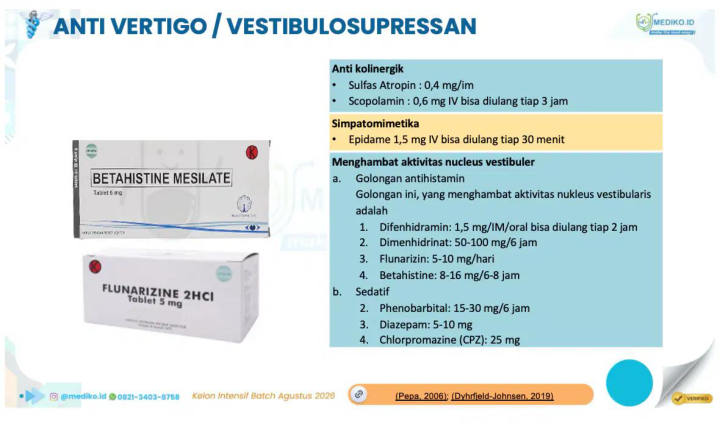 ANTI VERTIGO / VESTIBULOSUPRESSAN
MEDIKO.ID
Anti kolinergik
• Sulfas Atropin : 0,4 mg/im
• Scopolamin : 0,6 mg IV bisa diulang tiap 3 jam
Simpatomimetika
• Epidame 1,5 mg IV bisa diulang tiap 30 menit
Menghambat aktivitas nucleus vestibuler
a. Golongan antihistamin
Golongan ini, yang menghambat aktivitas nukleus vestibularis
adalah
1. Difenhidramin: 1,5 mg/IM/oral bisa diulang tiap 2 jam
2. Dimenhidrinat: 50-100 mg/6 jam
3. Flunarizin: 5-10 mg/hari
4. Betahistine: 8-16 mg/6-8 jam
b. Sedatif
2. Phenobarbital: 15-30 mg/6 jam
3. Diazepam: 5-10 mg
4. Chlorpromazine (CPZ): 25 mg
BETAHISTINE MESILATE
Tablet 6 mg
K
FLUNARIZINE 2HCl
Tablet 5 mg
K
@mediko.id 0821-3403-8758
Kelon Intensif Batch Agustus 2026
(Pepa, 2006); (Dyhrfjeld-Johnsen, 2019)
VERIFIED